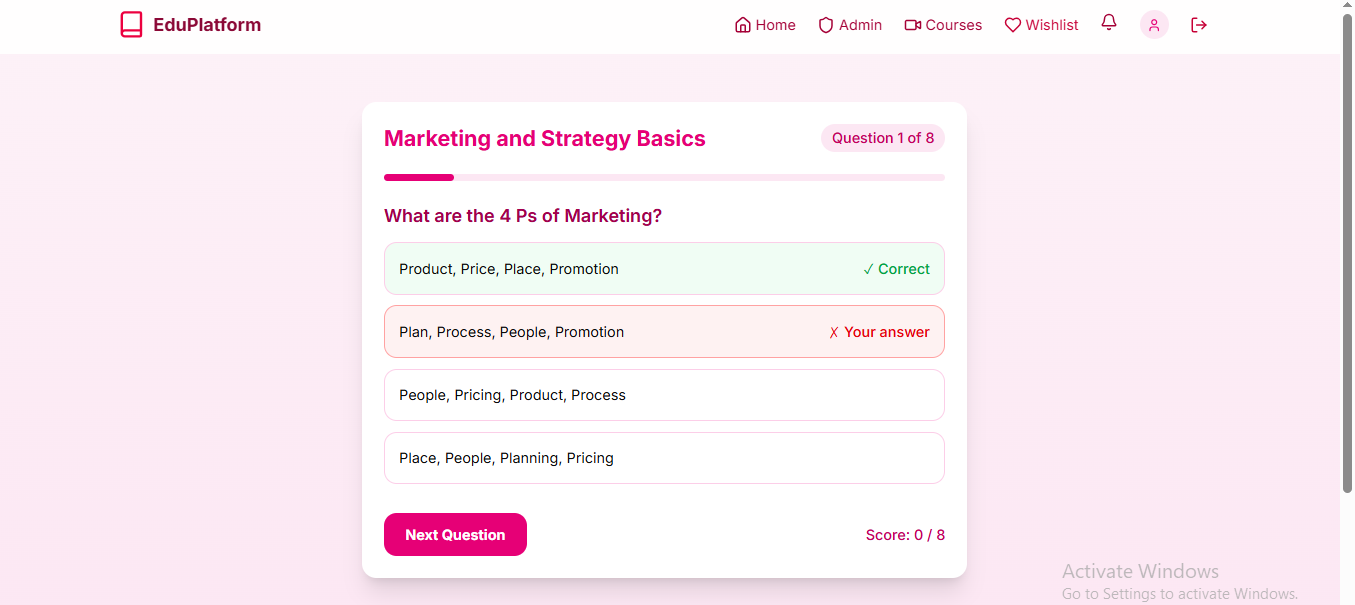 EduPlatform Home Admin Courses Wishlist
Marketing and Strategy Basics Question 1 of 8
What are the 4 Ps of Marketing?
Product, Price, Place, Promotion ✓ Correct
Plan, Process, People, Promotion ✗ Your answer
People, Pricing, Product, Process
Place, People, Planning, Pricing
Next Question Score: 0 / 8
Activate Windows
Go to Settings to activate Windows.